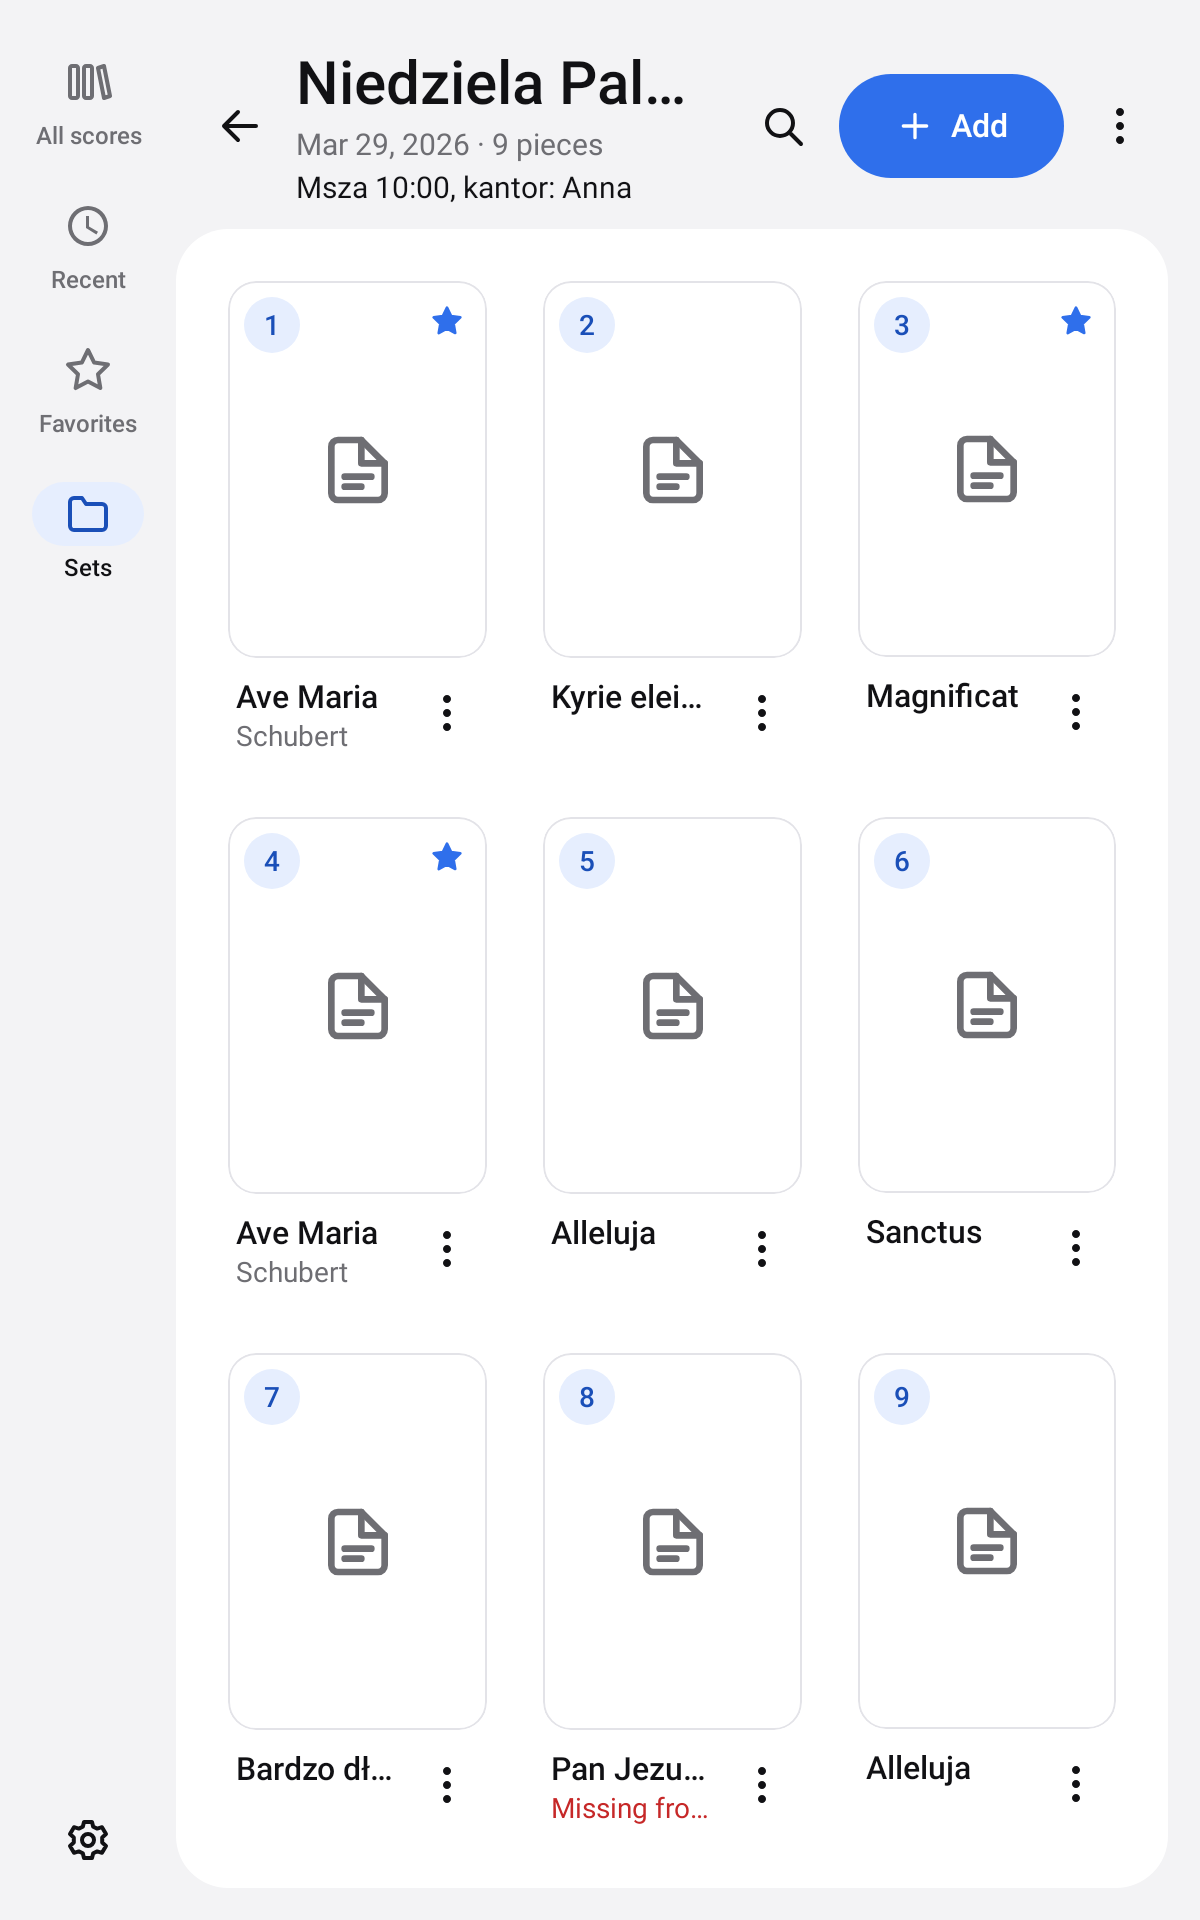 All scores
Recent
Favorites
Sets
Niedziela Pal…
Mar 29, 2026 · 9 pieces
Msza 10:00, kantor: Anna
+ Add
1
2
3
Ave Maria
Schubert
Kyrie elei…
Magnificat
4
5
6
Ave Maria
Schubert
Alleluja
Sanctus
7
8
9
Bardzo dł…
Pan Jezu…
Missing fro…
Alleluja